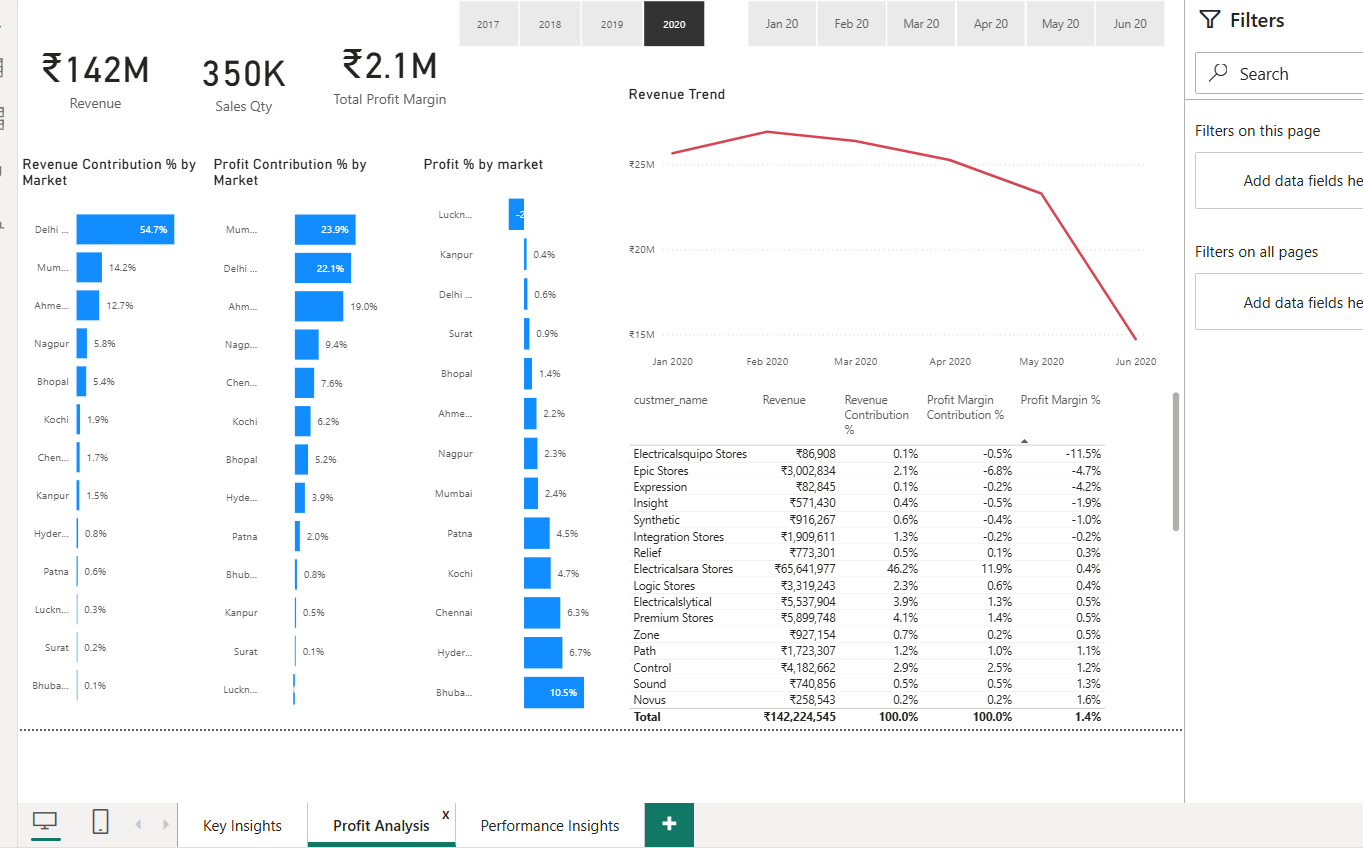 2017 2018 2019 2020
Jan 20 Feb 20 Mar 20 Apr 20 May 20 Jun 20
Filters
Search
Filters on this page
Add data fields he
Filters on all pages
Add data fields he
₹142M
Revenue
350K
Sales Qty
₹2.1M
Total Profit Margin
Revenue Contribution % by
Market
Delhi ... 54.7%
Mum... 14.2%
Ahme... 12.7%
Nagpur 5.8%
Bhopal 5.4%
Kochi 1.9%
Chen... 1.7%
Kanpur 1.5%
Hyder... 0.8%
Patna 0.6%
Luckn... 0.3%
Surat 0.2%
Bhuba... 0.1%
Profit Contribution % by
Market
Mum... 23.9%
Delhi ... 22.1%
Ahm... 19.0%
Nagp... 9.4%
Chen... 7.6%
Kochi 6.2%
Bhopal 5.2%
Hyde... 3.9%
Patna 2.0%
Bhub... 0.8%
Kanpur 0.5%
Surat 0.1%
Luckn...
Profit % by market
Luckn... -2
Kanpur 0.4%
Delhi ... 0.6%
Surat 0.9%
Bhopal 1.4%
Ahme... 2.2%
Nagpur 2.3%
Mumbai 2.4%
Patna 4.5%
Kochi 4.7%
Chennai 6.3%
Hyder... 6.7%
Bhuba... 10.5%
Revenue Trend
₹25M
₹20M
₹15M
Jan 2020 Feb 2020 Mar 2020 Apr 2020 May 2020 Jun 2020
custmer_name Revenue Revenue Profit Margin Profit Margin %
Contribution Contribution %
%
Electricalsquipo Stores ₹86,908 0.1% -0.5% -11.5%
Epic Stores ₹3,002,834 2.1% -6.8% -4.7%
Expression ₹82,845 0.1% -0.2% -4.2%
Insight ₹571,430 0.4% -0.5% -1.9%
Synthetic ₹916,267 0.6% -0.4% -1.0%
Integration Stores ₹1,909,611 1.3% -0.2% -0.2%
Relief ₹773,301 0.5% 0.1% 0.3%
Electricalsara Stores ₹65,641,977 46.2% 11.9% 0.4%
Logic Stores ₹3,319,243 2.3% 0.6% 0.4%
Electricalslytical ₹5,537,904 3.9% 1.3% 0.5%
Premium Stores ₹5,899,748 4.1% 1.4% 0.5%
Zone ₹927,154 0.7% 0.2% 0.5%
Path ₹1,723,307 1.2% 1.0% 1.1%
Control ₹4,182,662 2.9% 2.5% 1.2%
Sound ₹740,856 0.5% 0.5% 1.3%
Novus ₹258,543 0.2% 0.2% 1.6%
Total ₹142,224,545 100.0% 100.0% 1.4%
Key Insights Profit Analysis x Performance Insights +